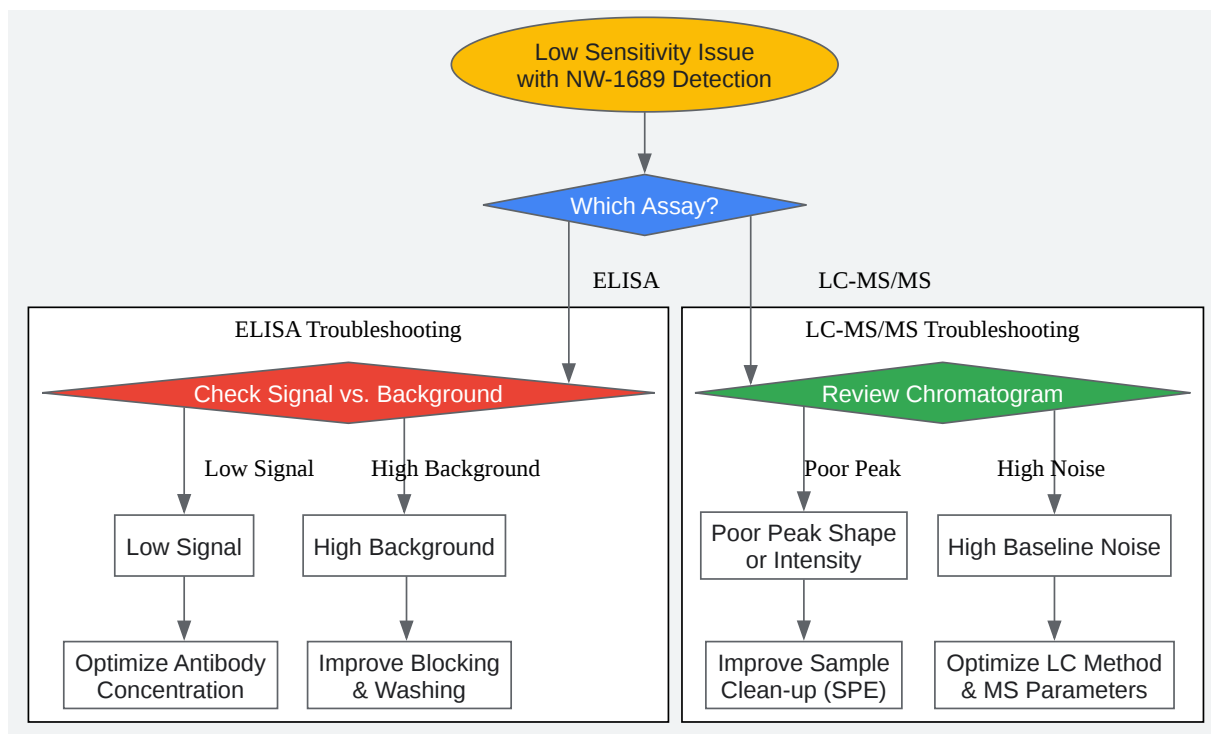 Low Sensitivity Issue
with NW-1689 Detection
Which Assay?
ELISA
LC-MS/MS
ELISA Troubleshooting
LC-MS/MS Troubleshooting
Check Signal vs. Background
Review Chromatogram
Low Signal
High Background
Poor Peak
High Noise
Low Signal
High Background
Poor Peak Shape
or Intensity
High Baseline Noise
Optimize Antibody
Concentration
Improve Blocking
& Washing
Improve Sample
Clean-up (SPE)
Optimize LC Method
& MS Parameters